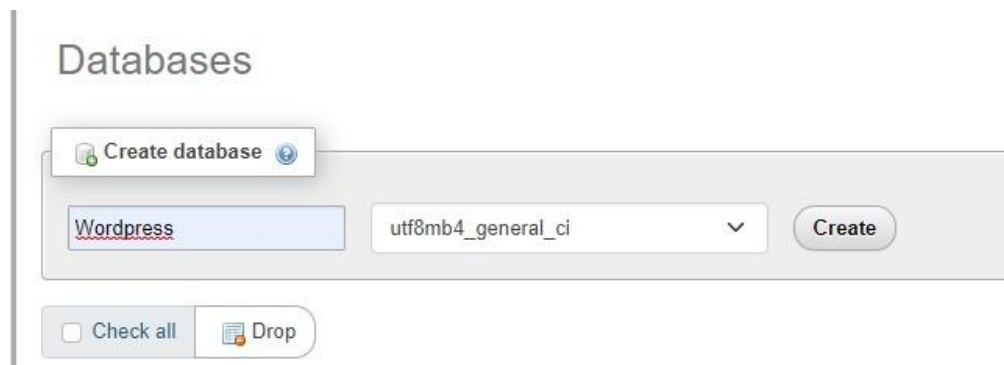 Databases
Create database
Wordpress utf8mb4_general_ci Create
Check all Drop